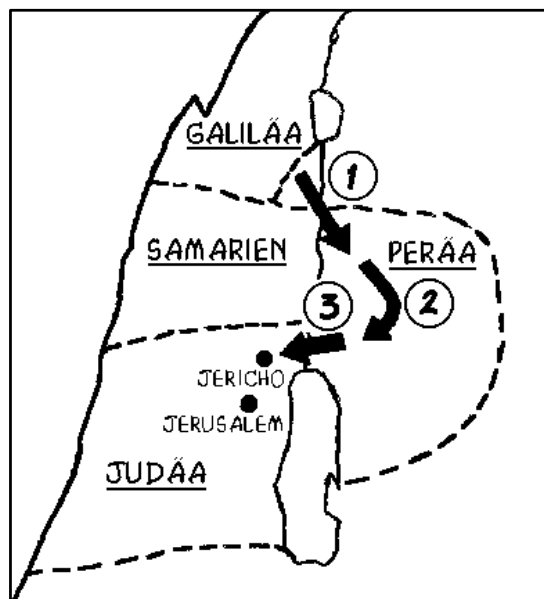 GALILÄA
1
SAMARIEN
PERÄA
3
2
JERICHO
JERUSALEM
JUDÄA